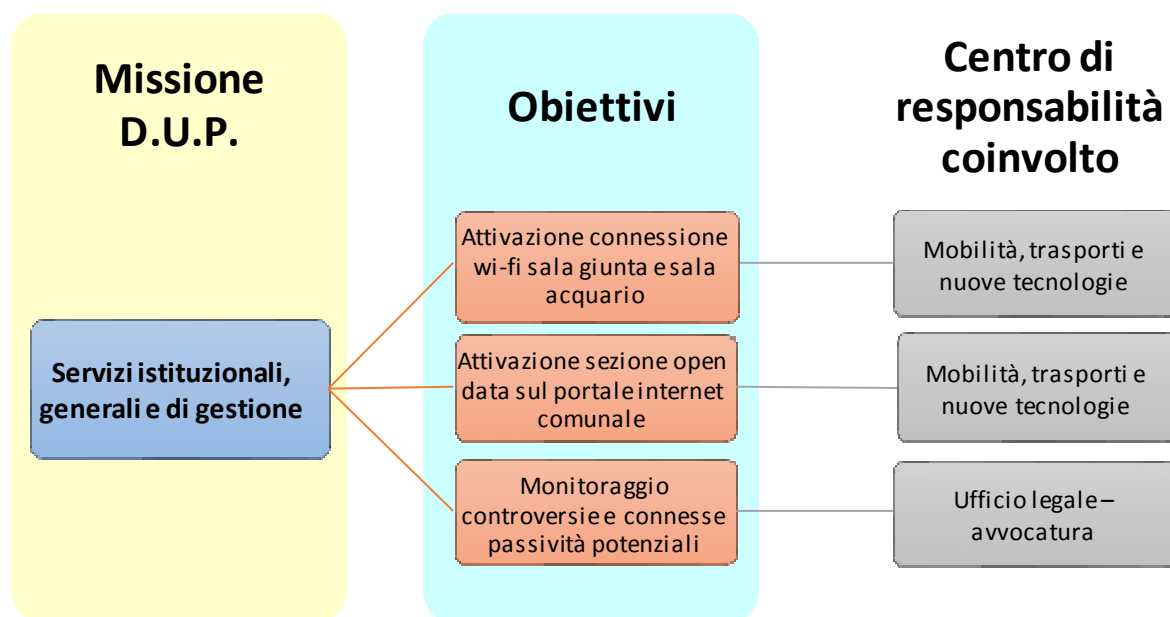 Missione
D.U.P.
Obiettivi
Centro di
responsabilità
coinvolto
Servizi istituzionali,
generali e di gestione
Attivazione connessione
wi-fi sala giunta e sala
acquario
Mobilità, trasporti e
nuove tecnologie
Attivazione sezione open
data sul portale internet
comunale
Mobilità, trasporti e
nuove tecnologie
Monitoraggio
controversie e connesse
passività potenziali
Ufficio legale –
avvocatura